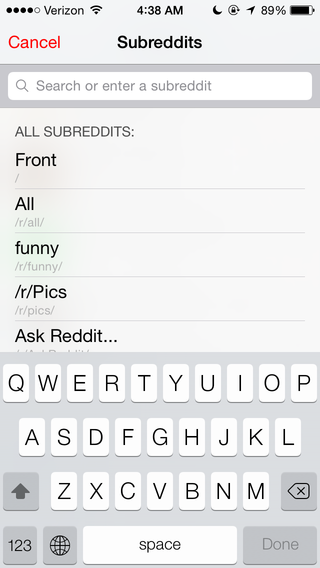 Verizon 4:38 AM 89%
Cancel Subreddits
Search or enter a subreddit
ALL SUBREDDITS:
Front
/
All
/r/all/
funny
/r/funny/
/r/Pics
/r/pics/
Ask Reddit...
Q W E R T Y U I O P
A S D F G H J K L
Z X C V B N M
123 space Done